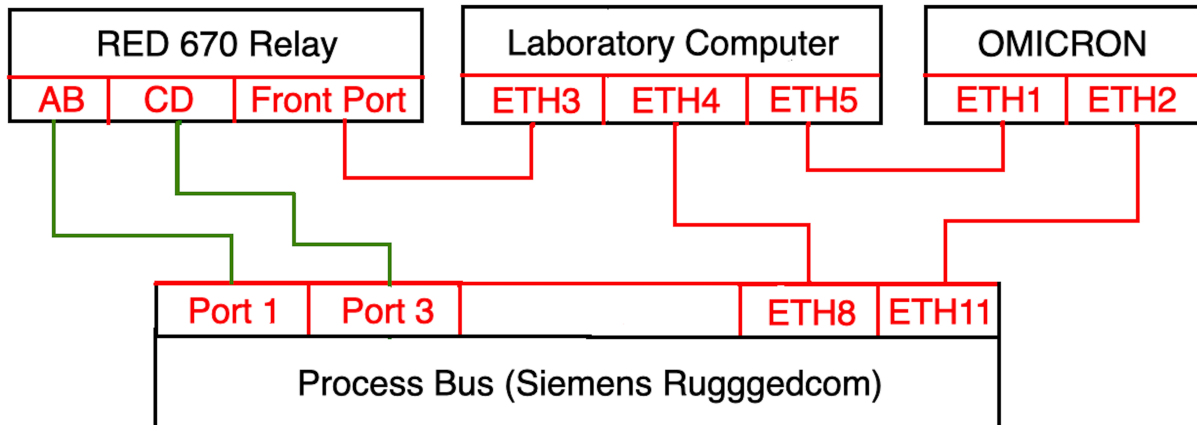 RED 670 Relay
AB CD Front Port
Laboratory Computer
ETH3 ETH4 ETH5
OMICRON
ETH1 ETH2
Port 1 Port 3 ETH8 ETH11
Process Bus (Siemens Rugggedcom)